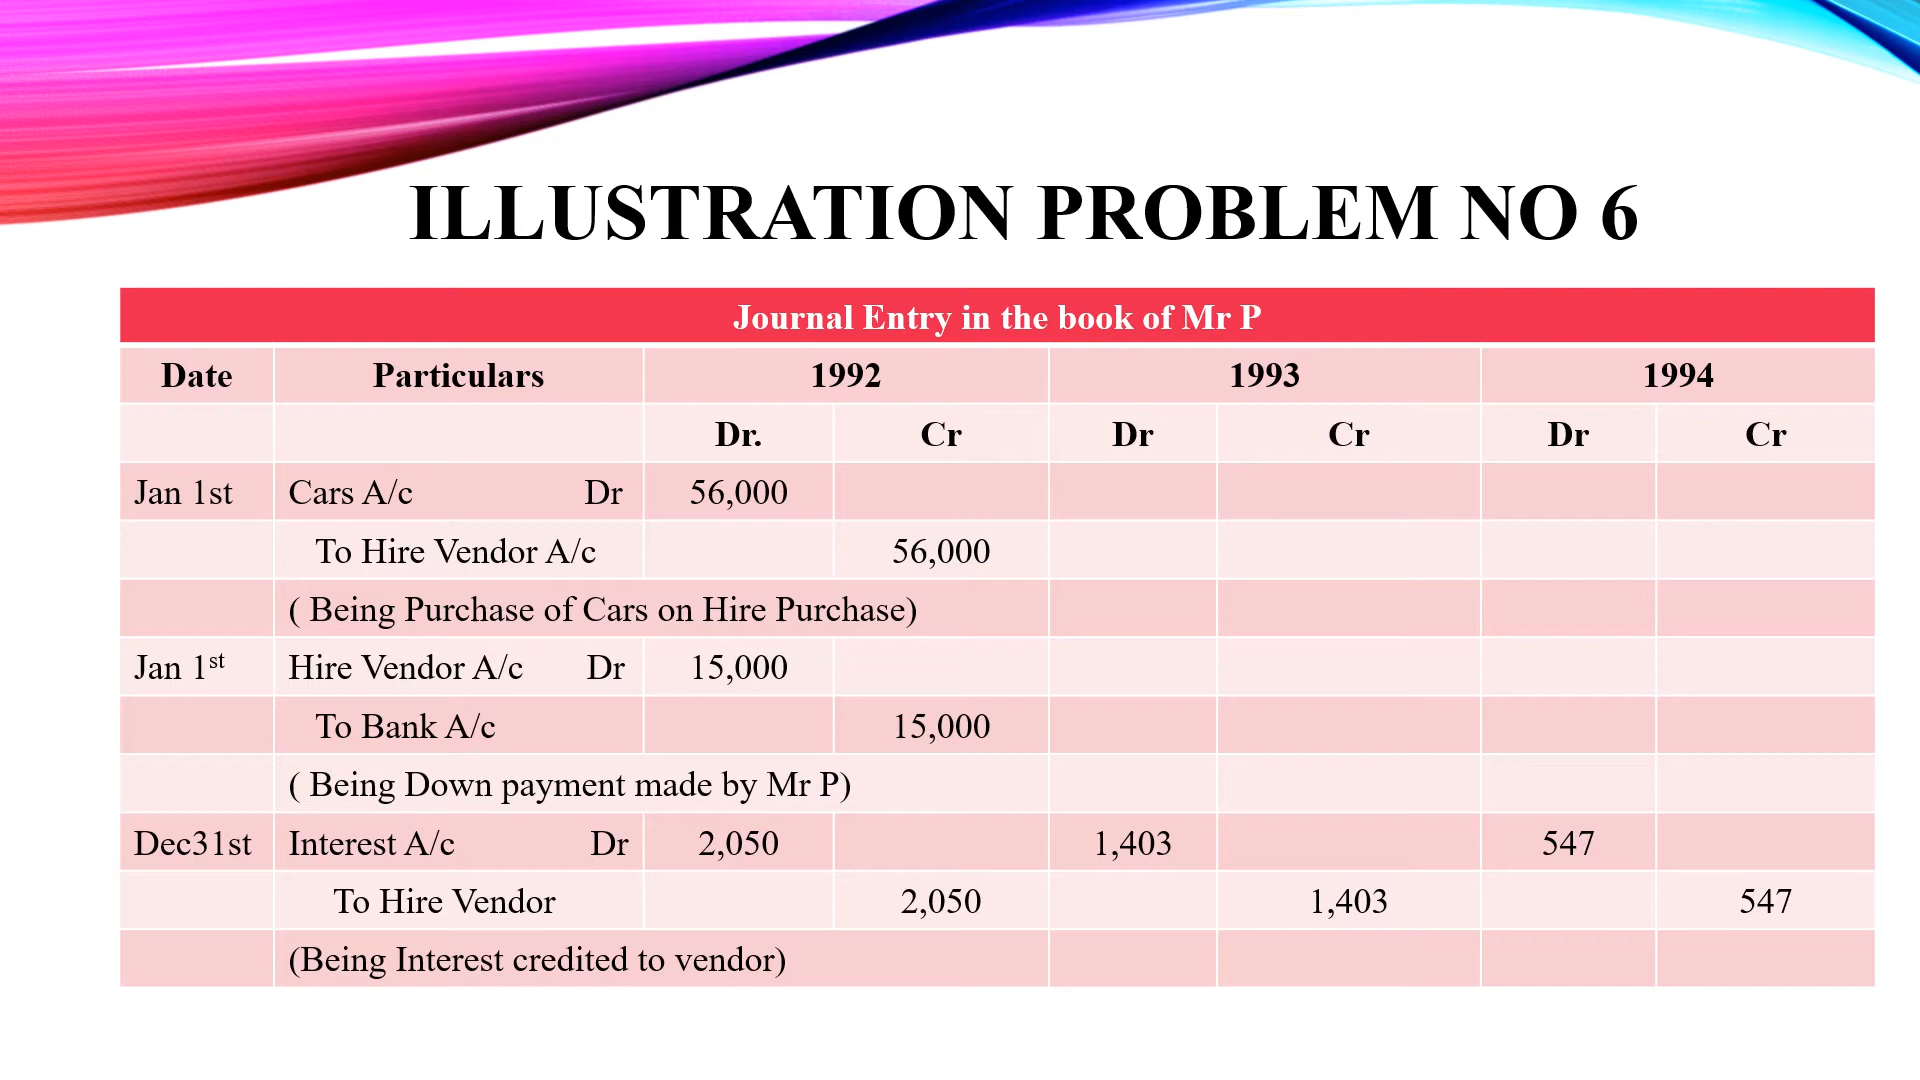 ILLUSTRATION PROBLEM NO 6
Journal Entry in the book of Mr P
Date Particulars 1992 1993 1994
Dr. Cr Dr Cr Dr Cr
Jan 1st Cars A/c Dr 56,000
To Hire Vendor A/c 56,000
( Being Purchase of Cars on Hire Purchase)
Jan 1st Hire Vendor A/c Dr 15,000
To Bank A/c 15,000
( Being Down payment made by Mr P)
Dec31st Interest A/c Dr 2,050 1,403 547
To Hire Vendor 2,050 1,403 547
(Being Interest credited to vendor)